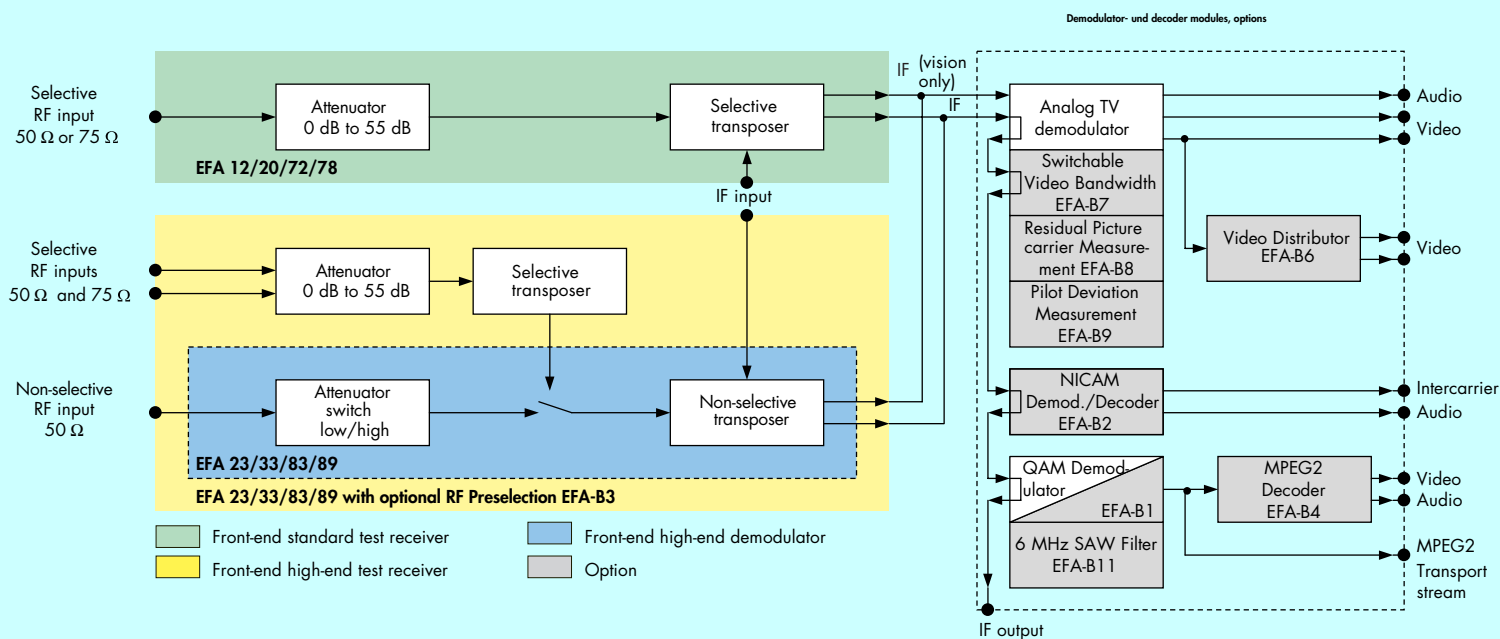 Demodulator- und decoder modules, options
Selective
RF input
50 Ω or 75 Ω
Attenuator
0 dB to 55 dB
Selective
transposer
EFA 12/20/72/78
IF
(vision
only)
IF
IF input
Selective
RF inputs
50 Ω and 75 Ω
Attenuator
0 dB to 55 dB
Selective
transposer
Non-selective
RF input
50 Ω
Attenuator
switch
low/high
Non-selective
transposer
EFA 23/33/83/89
EFA 23/33/83/89 with optional RF Preselection EFA-B3
Analog TV
demodulator
Switchable
Video Bandwidth
EFA-B7
Residual Picture
carrier Measure-
ment EFA-B8
Pilot Deviation
Measurement
EFA-B9
Video Distributor
EFA-B6
NICAM
Demod./Decoder
EFA-B2
QAM Demod-
ulator
EFA-B1
6 MHz SAW Filter
EFA-B11
MPEG2
Decoder
EFA-B4
Audio
Video
Video
Intercarrier
Audio
Video
Audio
MPEG2
Transport
stream
IF output
Front-end standard test receiver
Front-end high-end test receiver
Front-end high-end demodulator
Option